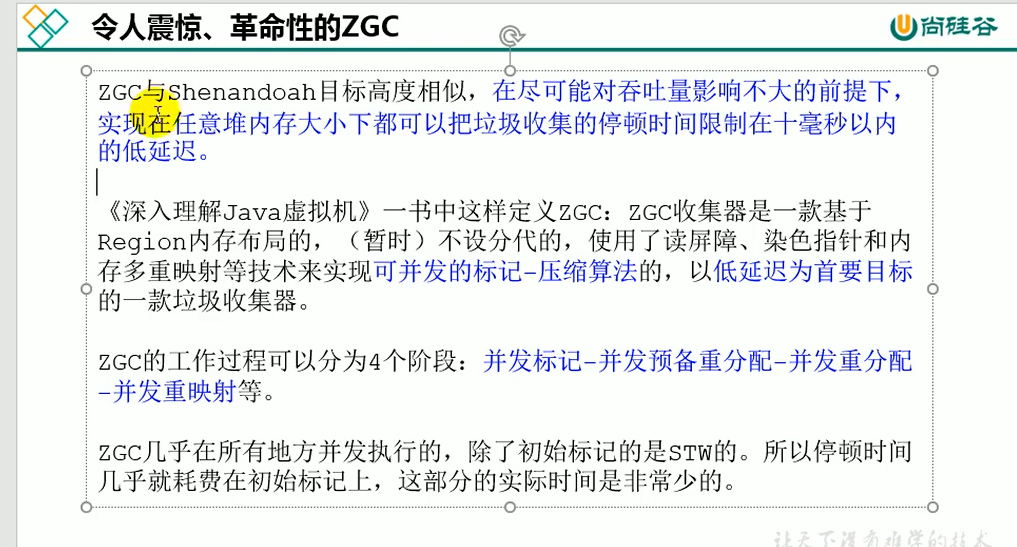 令人震惊、革命性的ZGC
尚硅谷
ZGC与Shenandoah目标高度相似，在尽可能对吞吐量影响不大的前提下，
实现在任意堆内存大小下都可以把垃圾收集的停顿时间限制在十毫秒以内
的低延迟。
《深入理解Java虚拟机》一书中这样定义ZGC：ZGC收集器是一款基于
Region内存布局的，（暂时）不设分代的，使用了读屏障、染色指针和内
存多重映射等技术来实现可并发的标记-压缩算法的，以低延迟为首要目标
的一款垃圾收集器。
ZGC的工作过程可以分为4个阶段：并发标记-并发预备重分配-并发重分配
-并发重映射等。
ZGC几乎在所有地方并发执行的，除了初始标记的是STW的。所以停顿时间
几乎就耗费在初始标记上，这部分的实际时间是非常少的。
让天下没有难学的技术